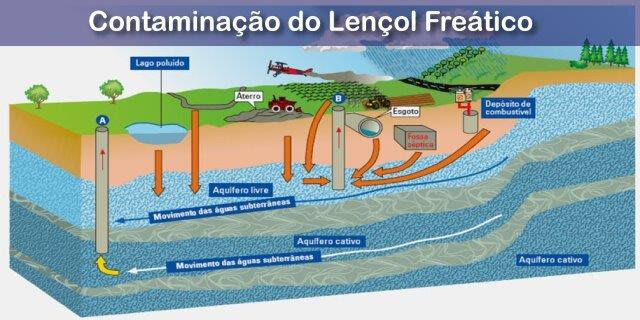 Contaminação do Lençol Freático
Lago poluído
Aterro
A
B
Esgoto
Fossa
séptica
Depósito de
combustível
Aquífero livre
Movimento das águas subterrâneas
Aquífero cativo
Movimento das águas subterrâneas
Aquífero cativo